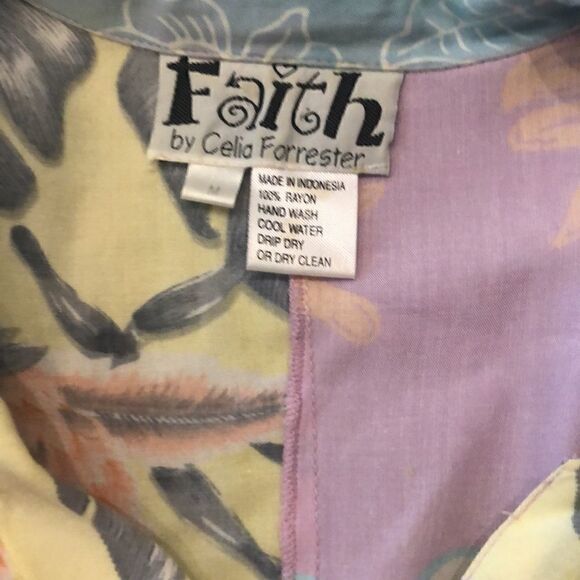 Faith
by Celia Forrester
M
MADE IN INDONESIA
100% RAYON
HAND WASH
COOL WATER
DRIP DRY
OR DRY CLEAN